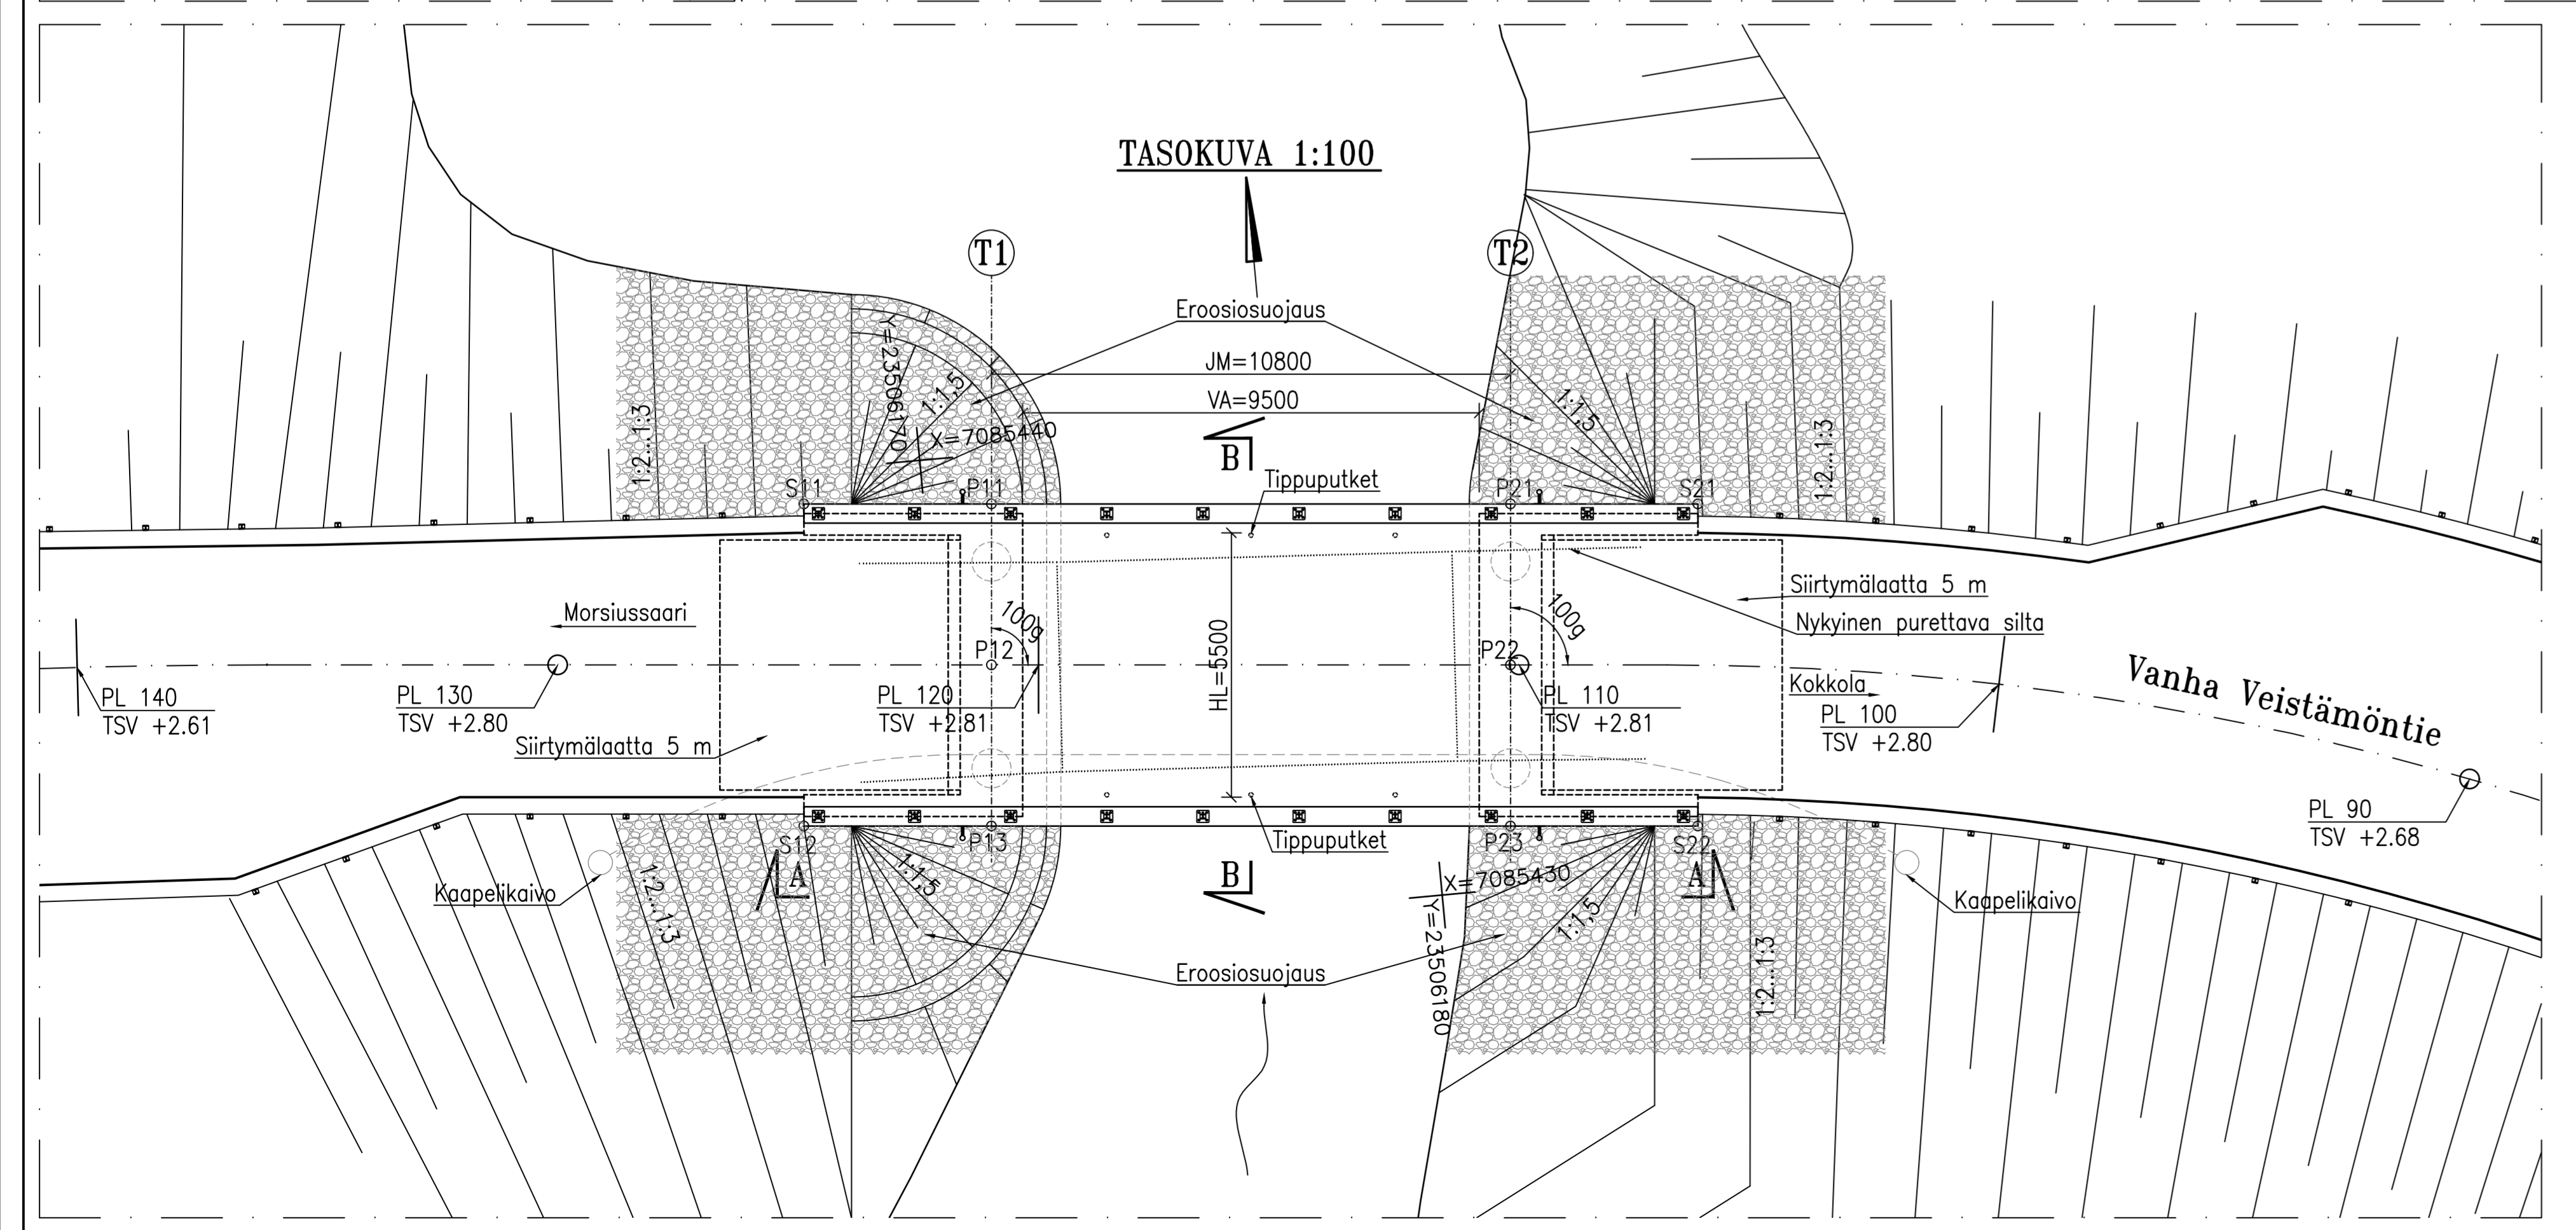 TASOKUVA 1:100
T1
T2
Eroosiosuojaus
JM=10800
VA=9500
Y=23506170
X=7085440
1:1,5
1:1,5
1:2...1:3
1:2...1:3
B
Tippuputket
S11
P11
P21
S21
Morsiussaari
100g
100g
HL=5500
Siirtymälaatta 5 m
Nykyinen purettava silta
P12
P22
Kokkola
Vanha Veistämöntie
PL 140
TSV +2.61
PL 130
TSV +2.80
PL 120
TSV +2.81
PL 110
TSV +2.81
PL 100
TSV +2.80
PL 90
TSV +2.68
Siirtymälaatta 5 m
S12
P13
Tippuputket
P23
S22
A
B
A
Kaapelikaivo
1:2...1:3
1:1,5
X=7085430
Y=23506180
1:1,5
1:2...1:3
Kaapelikaivo
Eroosiosuojaus